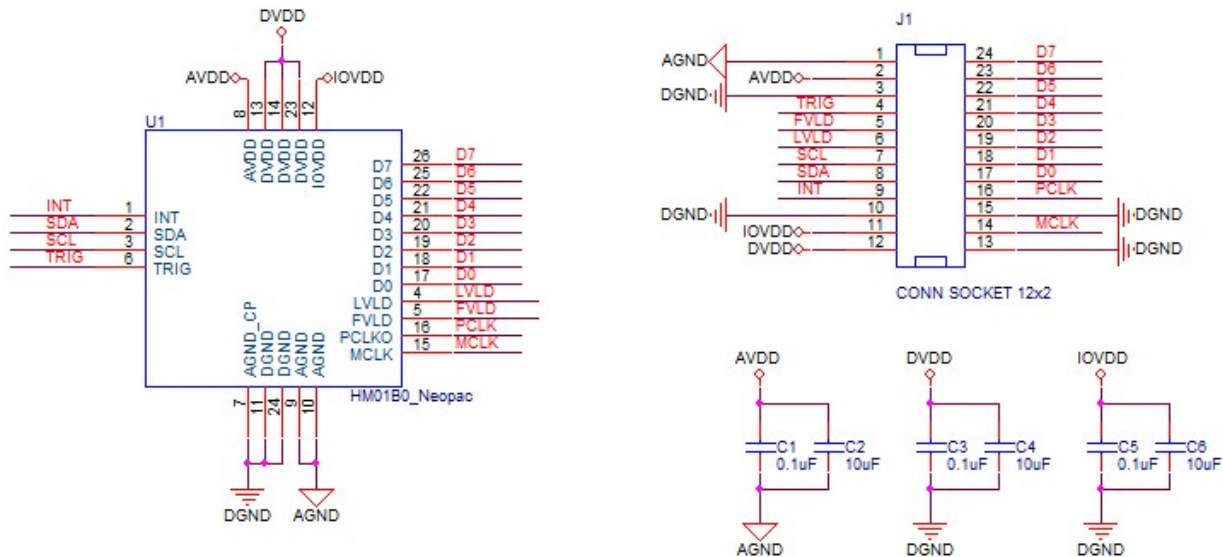 DVDD
AVDD
IOVDD
8
13
14
23
12
U1
AVDD
DVDD
DVDD
DVDD
IOVDD
INT 1 INT
SDA 2 SDA
SCL 3 SCL
TRIG 6 TRIG
D7 26 D7
D6 25 D6
D5 22 D5
D4 21 D4
D3 20 D3
D2 19 D2
D1 18 D1
D0 17 D0
LVLD 4 LVLD
FVLD 5 FVLD
PCLKO 16 PCLK
MCLK 15 MCLK
AGND_CP
DGND
DGND
AGND
AGND
HM01B0_Neopac
7
11
24
9
10
DGND
AGND
J1
AGND 1 24 D7
AVDD 2 23 D6
DGND 3 22 D5
TRIG 4 21 D4
FVLD 5 20 D3
LVLD 6 19 D2
SCL 7 18 D1
SDA 8 17 D0
INT 9 16 PCLK
DGND 10 15 DGND
IOVDD 11 14 MCLK
DVDD 12 13 DGND
CONN SOCKET 12x2
AVDD
C1 C2
0.1uF 10uF
AGND
DVDD
C3 C4
0.1uF 10uF
DGND
IOVDD
C5 C6
0.1uF 10uF
DGND